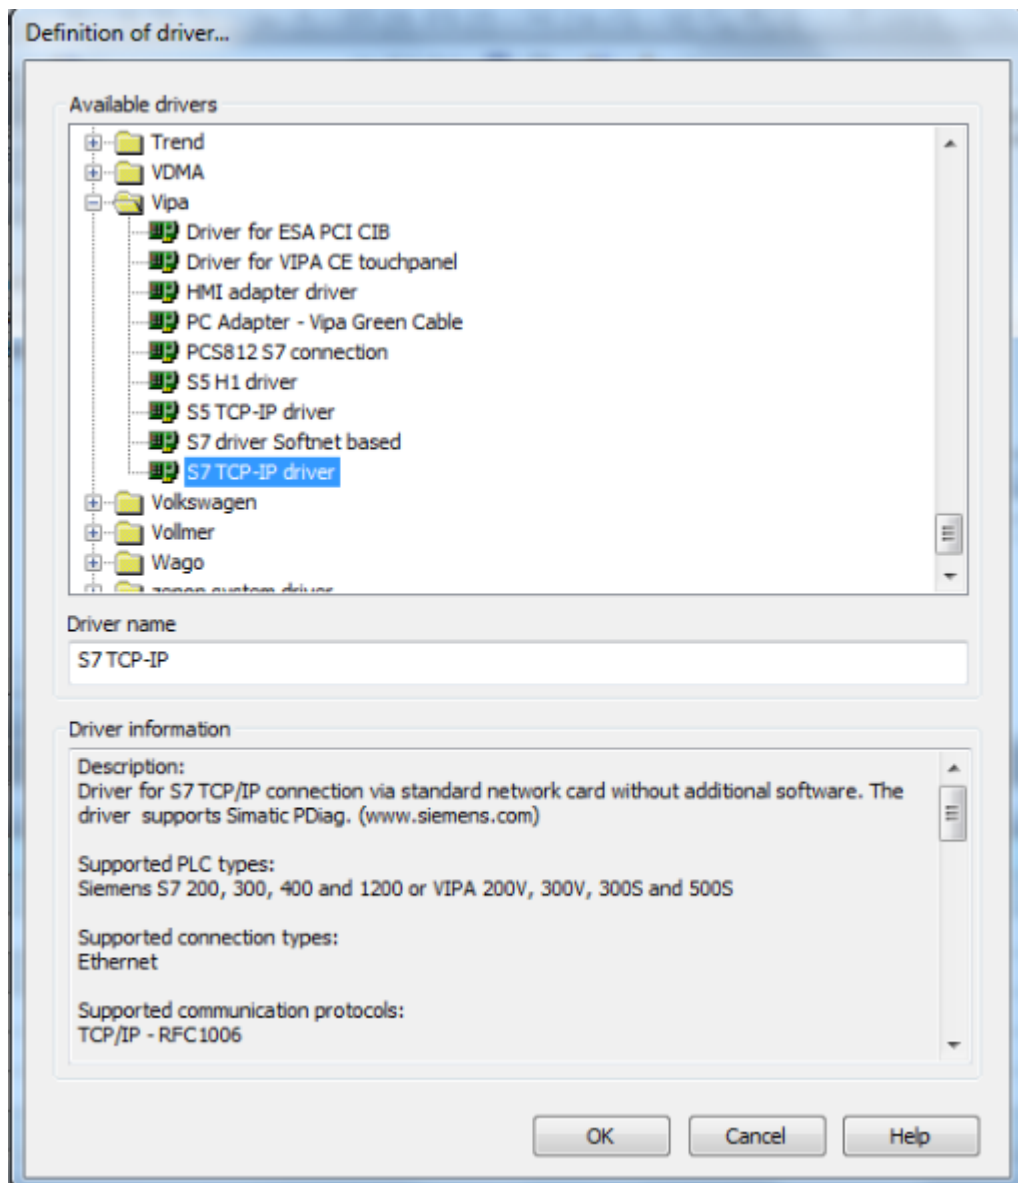 Definition of driver...
Available drivers
Trend
VDMA
Vipa
Driver for ESA PCI CIB
Driver for VIPA CE touchpanel
HMI adapter driver
PC Adapter - Vipa Green Cable
PCS812 S7 connection
S5 H1 driver
S5 TCP-IP driver
S7 driver Softnet based
S7 TCP-IP driver
Volkswagen
Vollmer
Wago
zenon system driver
Driver name
S7 TCP-IP
Driver information
Description:
Driver for S7 TCP/IP connection via standard network card without additional software. The
driver supports Simatic PDiag. (www.siemens.com)
Supported PLC types:
Siemens S7 200, 300, 400 and 1200 or VIPA 200V, 300V, 300S and 500S
Supported connection types:
Ethernet
Supported communication protocols:
TCP/IP - RFC1006
OK
Cancel
Help